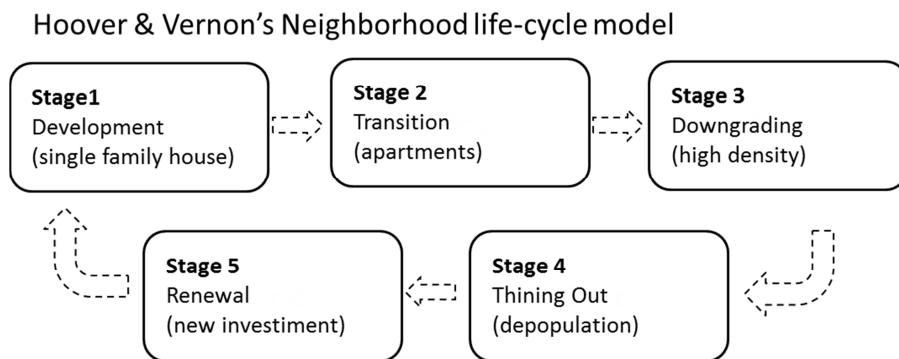 Hoover & Vernon's Neighborhood life-cycle model
Stage1
Development
(single family house)
Stage 2
Transition
(apartments)
Stage 3
Downgrading
(high density)
Stage 5
Renewal
(new investiment)
Stage 4
Thining Out
(depopulation)